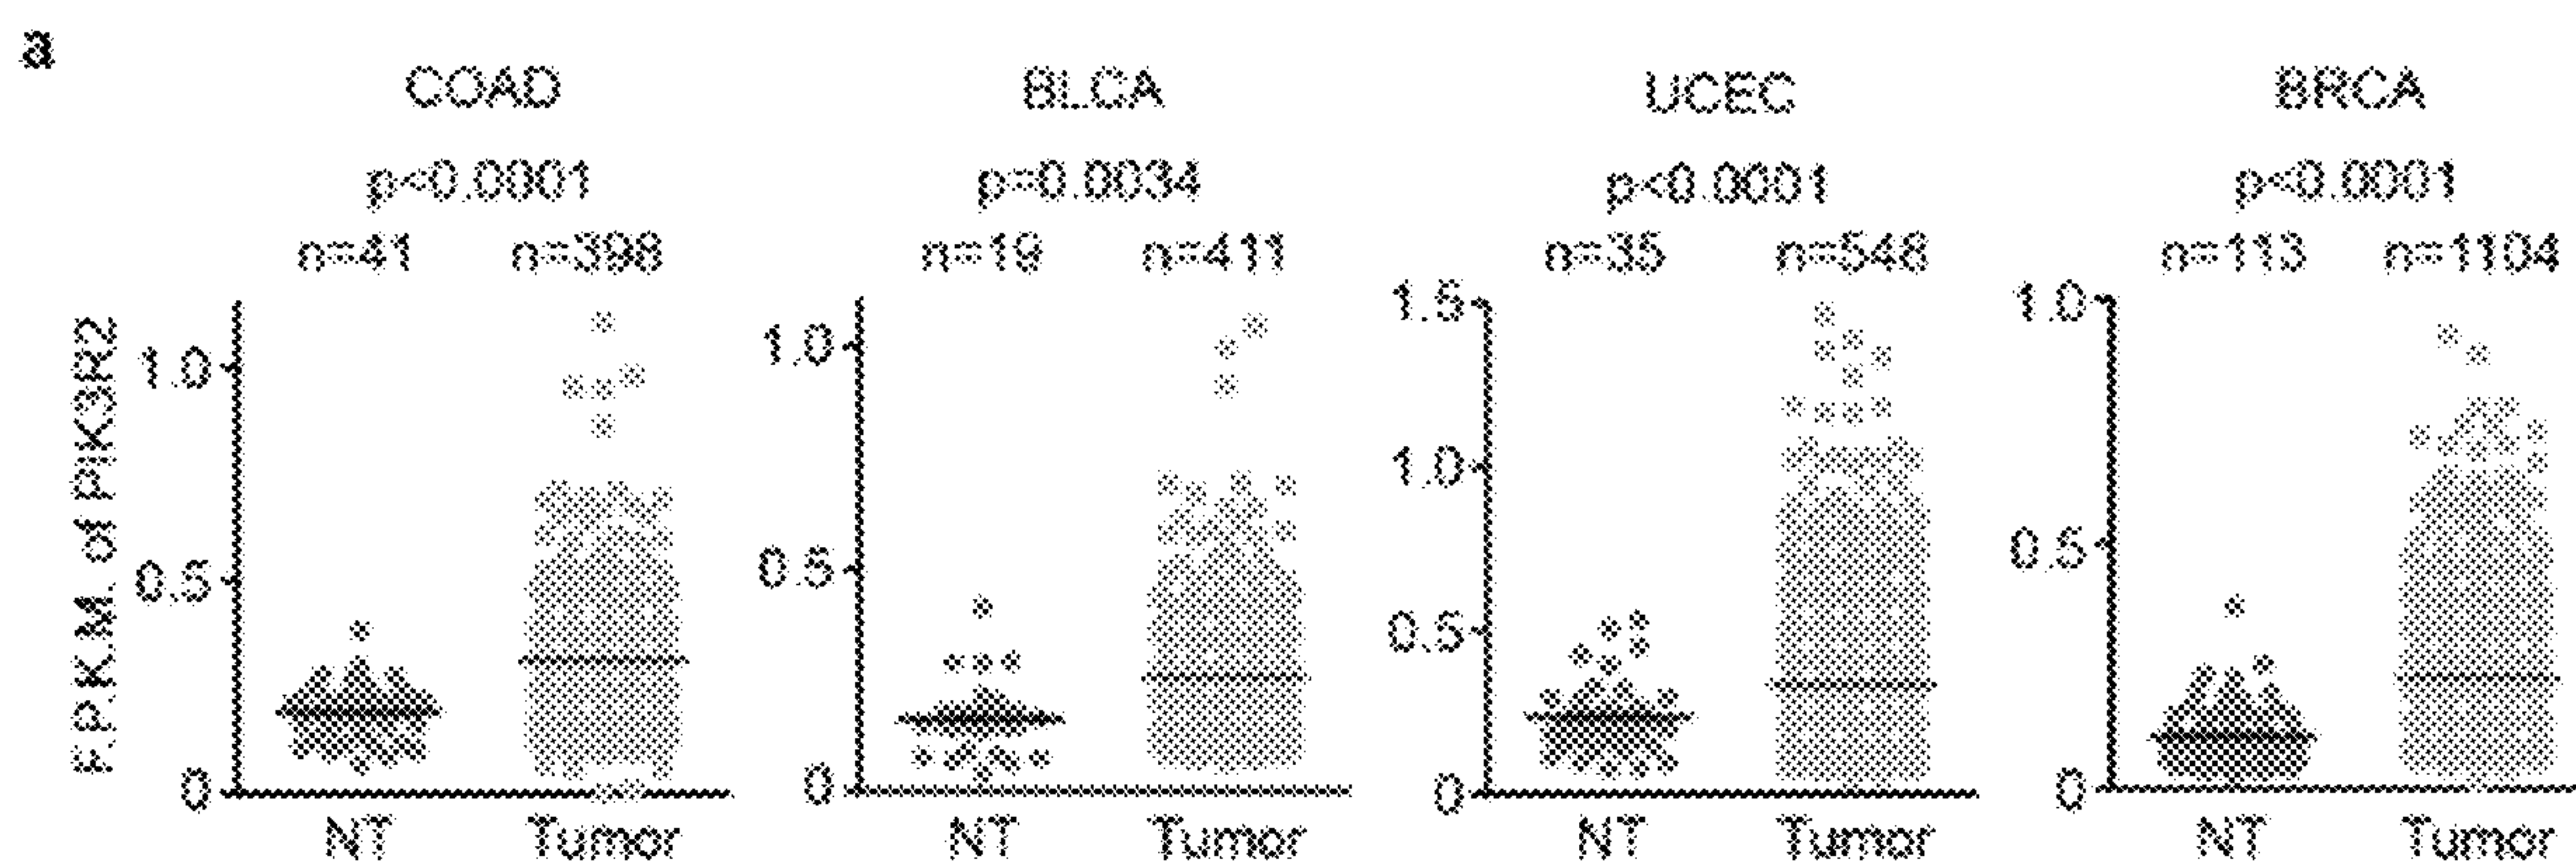 a
COAD
p<0.0001
n=41 n=398
F.P.K.M. of PIK3R2
1.0
0.5
0
NT Tumor
BLCA
p=0.0034
n=19 n=411
1.0
0.5
0
NT Tumor
UCEC
p<0.0001
n=35 n=548
1.5
1.0
0.5
0
NT Tumor
BRCA
p<0.0001
n=113 n=1104
1.0
0.5
0
NT Tumor